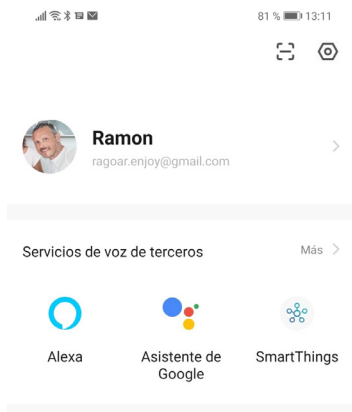 81 % 13:11
Ramon
ragoar.enjoy@gmail.com
Servicios de voz de terceros Más
Alexa Asistente de SmartThings
Google